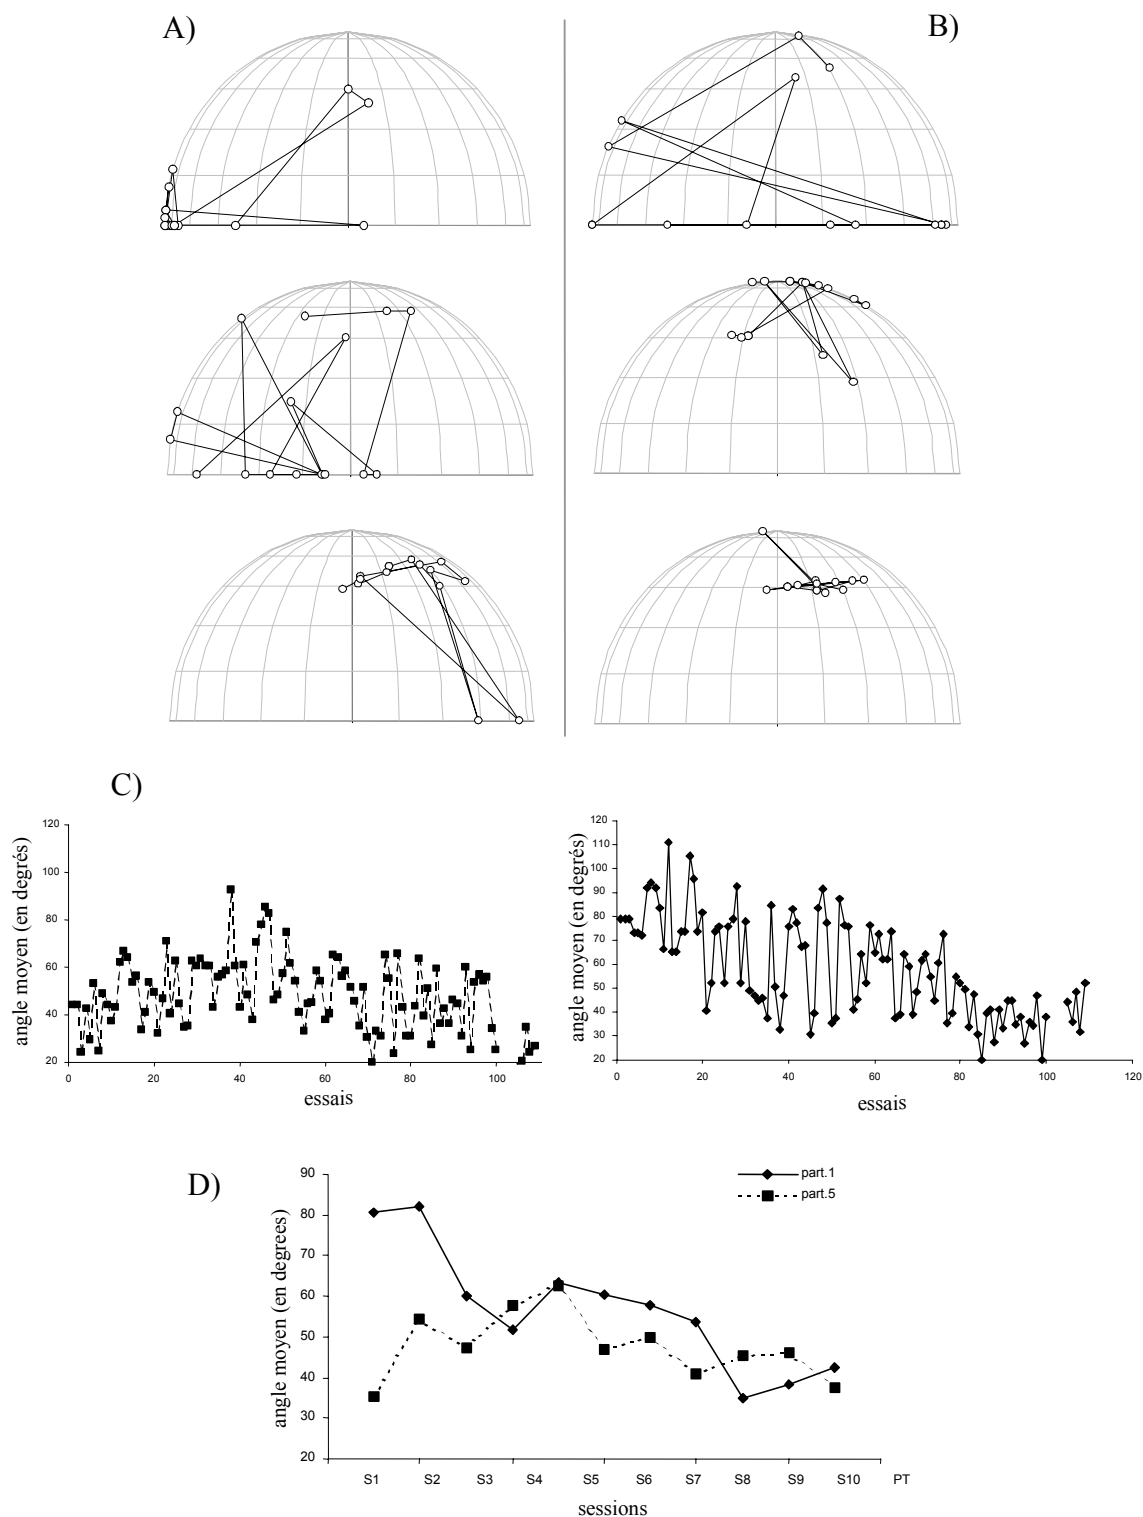 A)
B)
C)
angle moyen (en degrés)
120
100
80
60
40
20
0
20
40
60
80
100
essais
angle moyen (en degrés)
120
110
100
90
80
70
60
50
40
30
20
0
20
40
60
80
100
120
essais
D)
part.1
part.5
angle moyen (en degrees)
90
80
70
60
50
40
30
20
S1
S2
S3
S4
S5
S6
S7
S8
S9
S10
PT
sessions